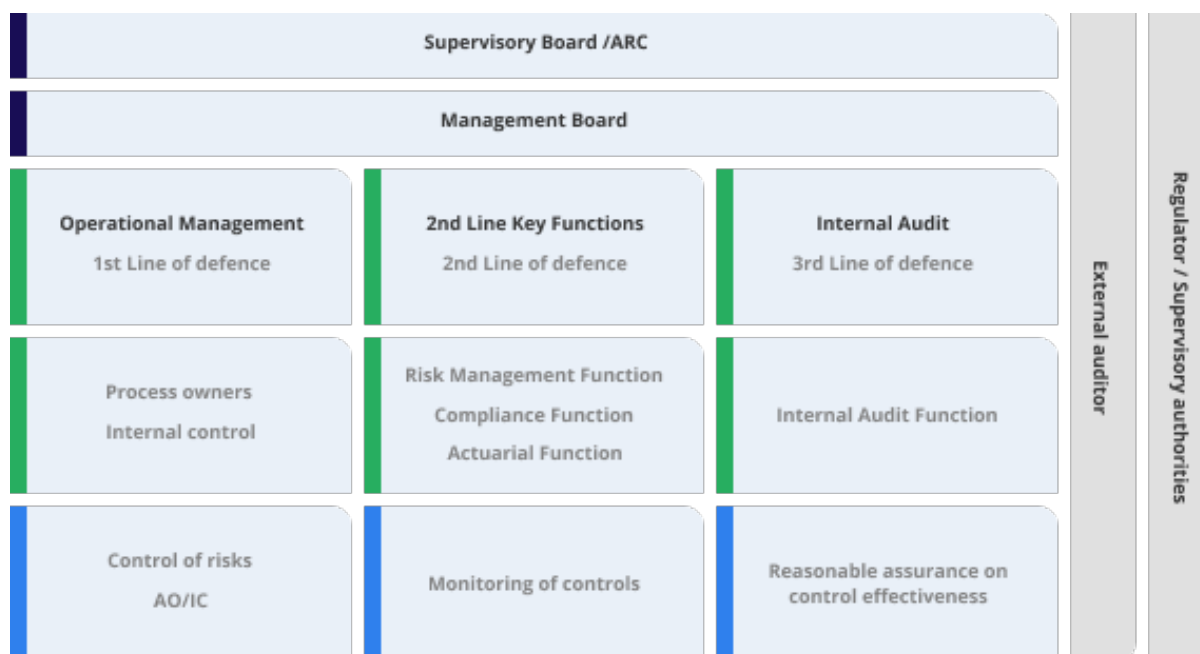 Supervisory Board /ARC
Management Board
Operational Management
1st Line of defence
2nd Line Key Functions
2nd Line of defence
Internal Audit
3rd Line of defence
Process owners
Internal control
Risk Management Function
Compliance Function
Actuarial Function
Internal Audit Function
Control of risks
AO/IC
Monitoring of controls
Reasonable assurance on
control effectiveness
External auditor
Regulator / Supervisory authorities